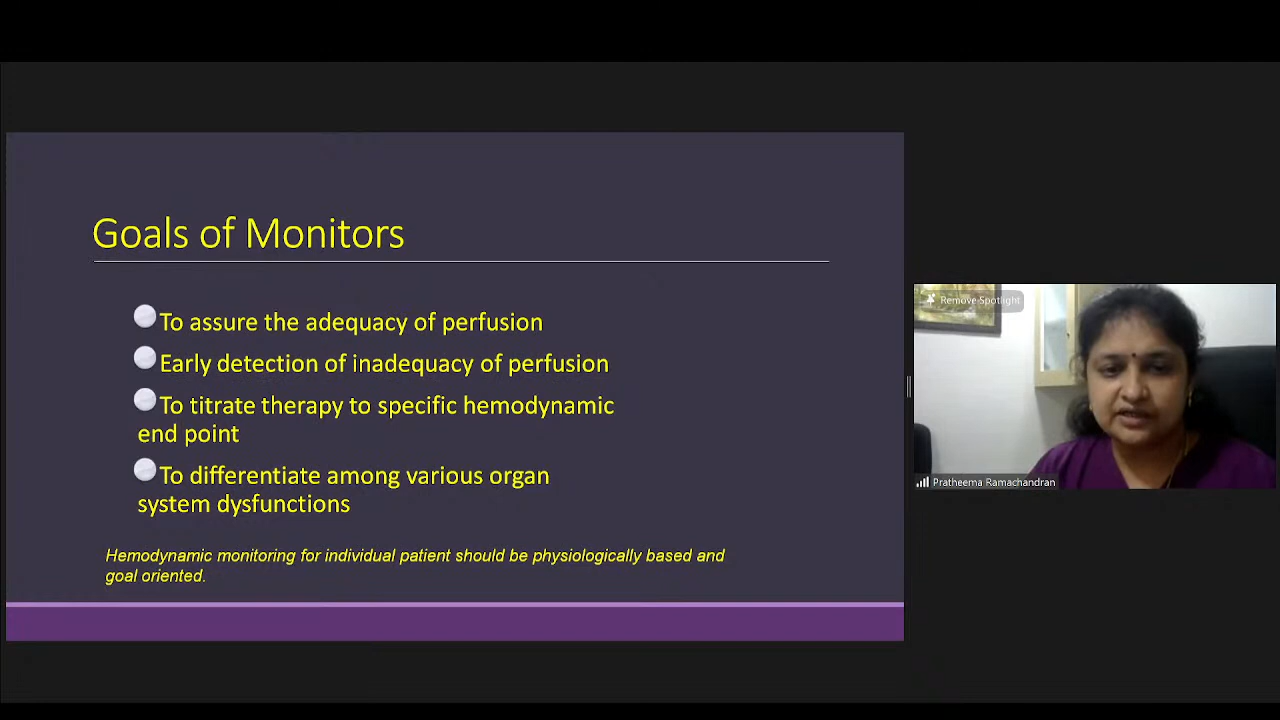 Goals of Monitors
To assure the adequacy of perfusion
Early detection of inadequacy of perfusion
To titrate therapy to specific hemodynamic
end point
To differentiate among various organ
system dysfunctions
Hemodynamic monitoring for individual patient should be physiologically based and
goal oriented.
Remove Spotlight
Pratheema Ramachandran